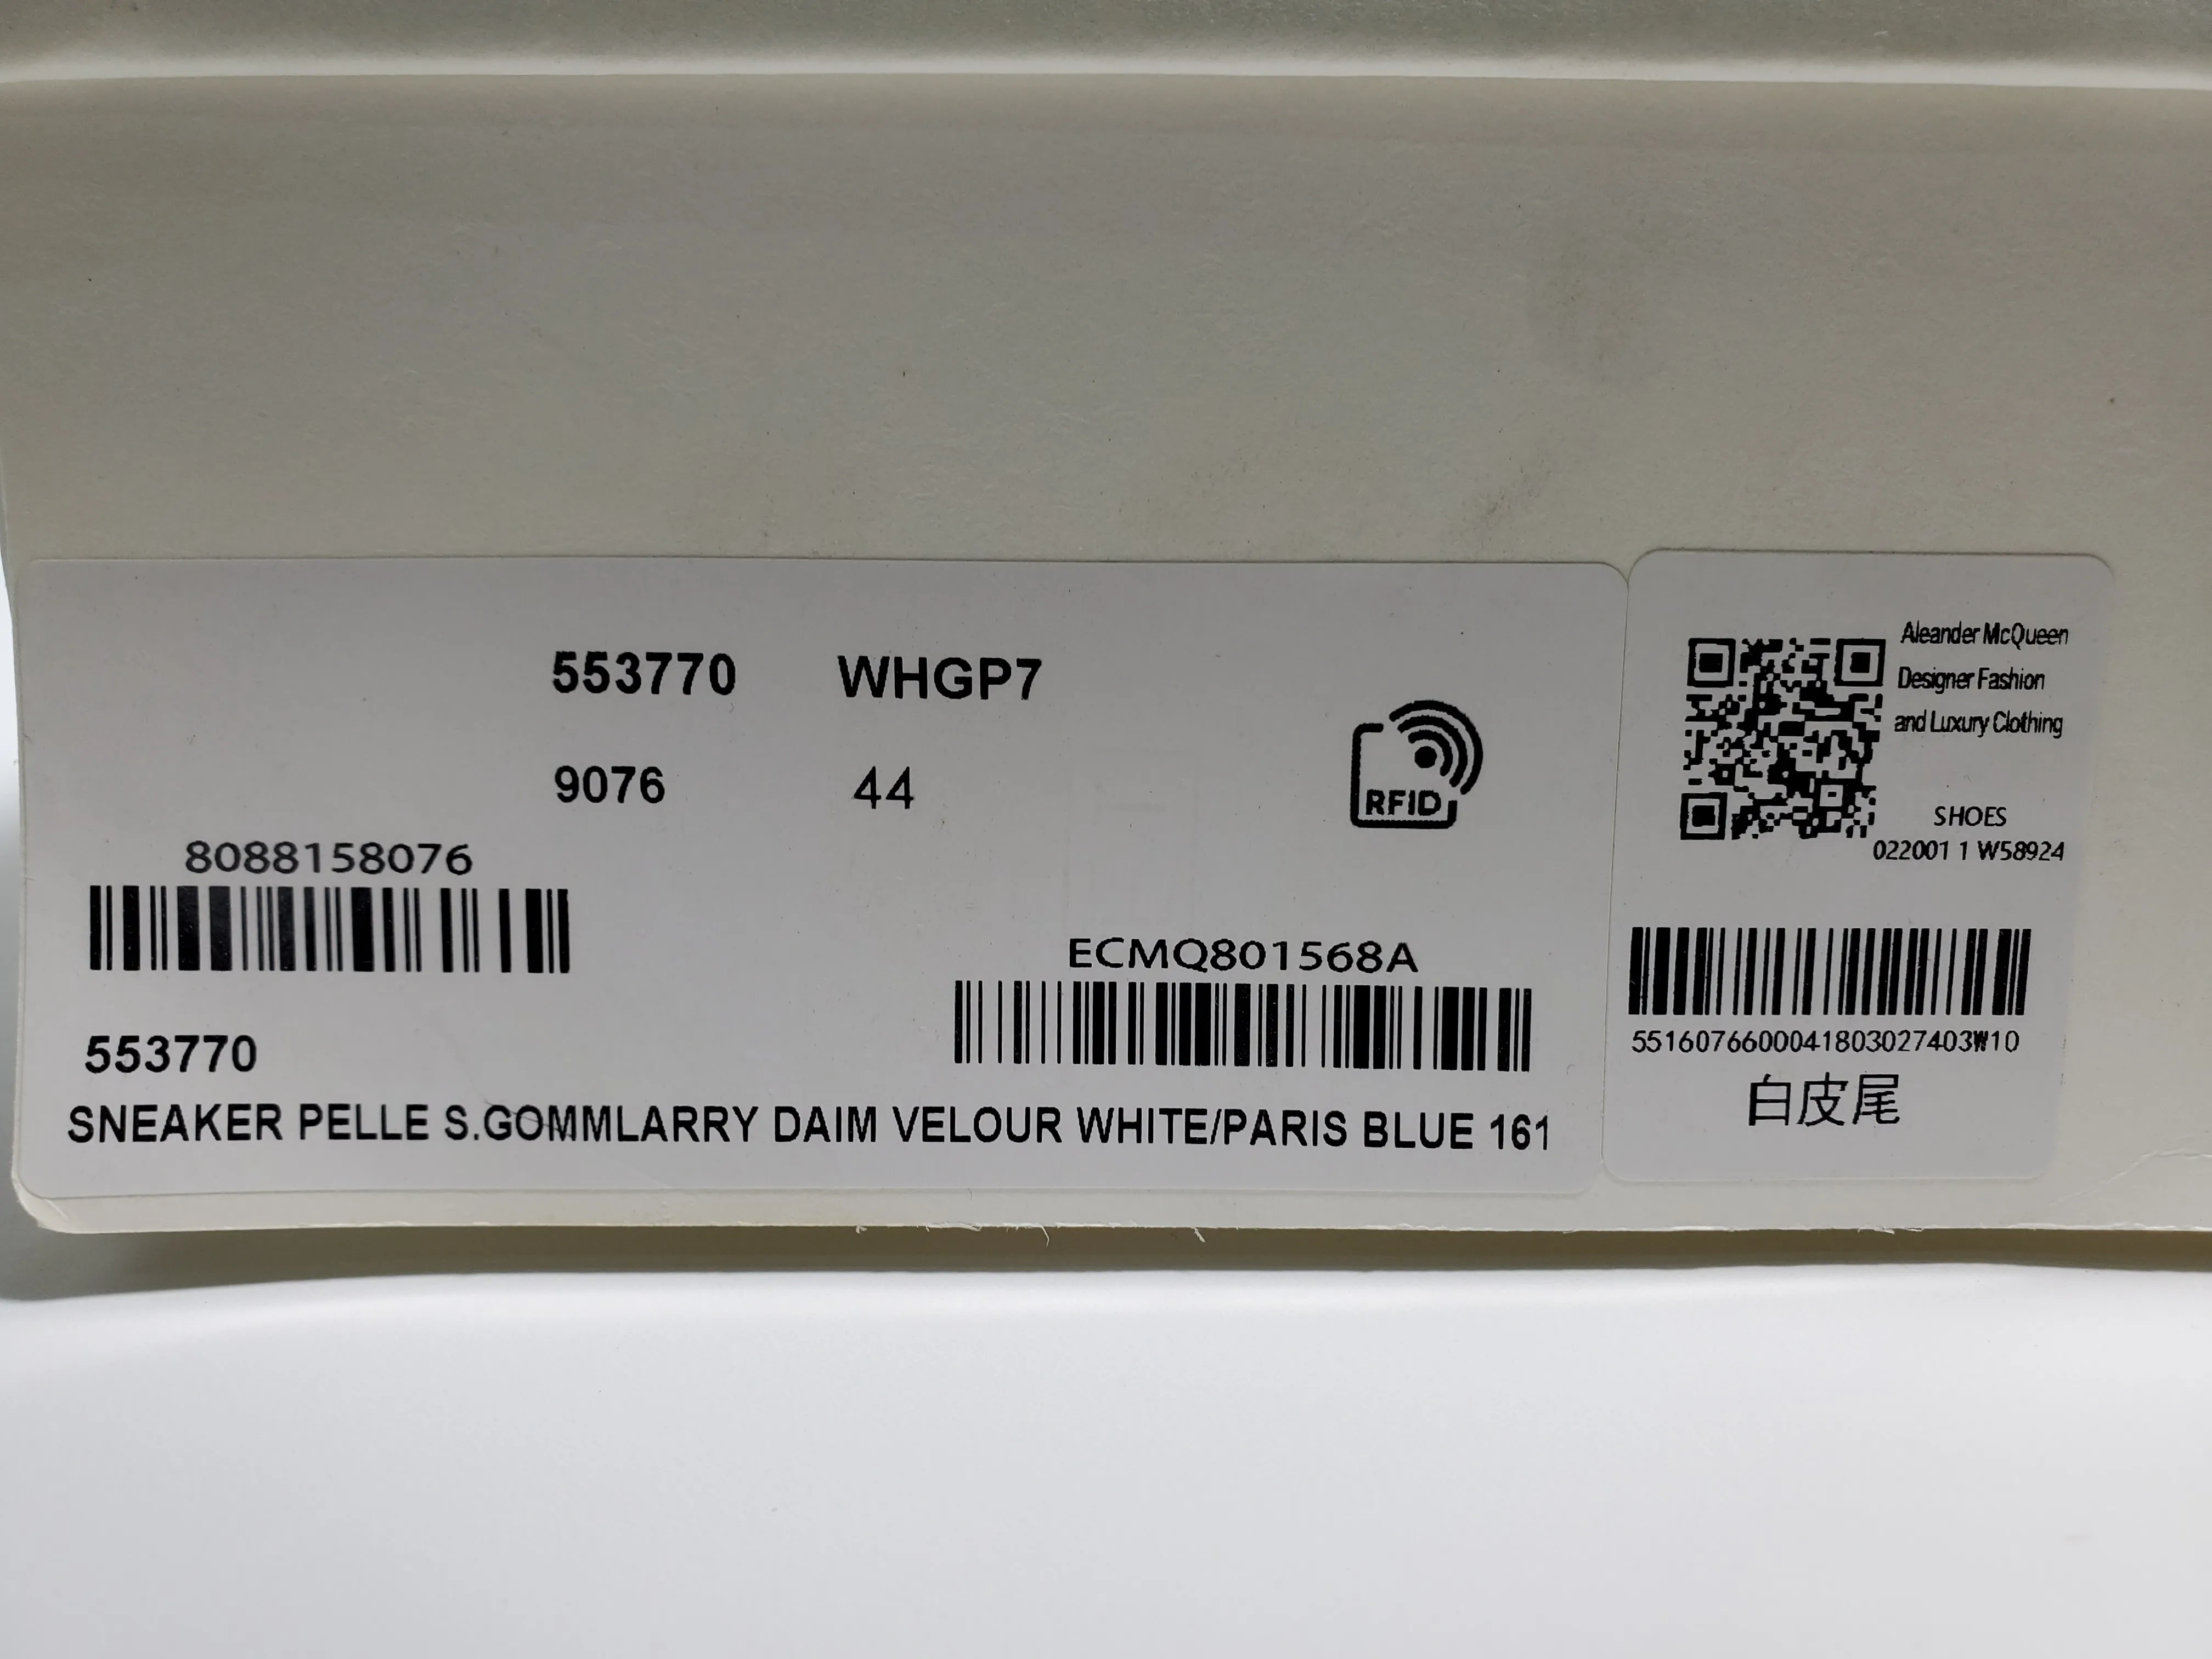 553770 WHGP7
9076 44
RFID
8088158076
ECMQ801568A
553770
SNEAKER PELLE S.GOMMLARRY DAIM VELOUR WHITE/PARIS BLUE 161
Aleander McQueen
Designer Fashion
and Luxury Clothing
SHOES
022001 1 W58924
5516076600041803027403W10
白皮尾